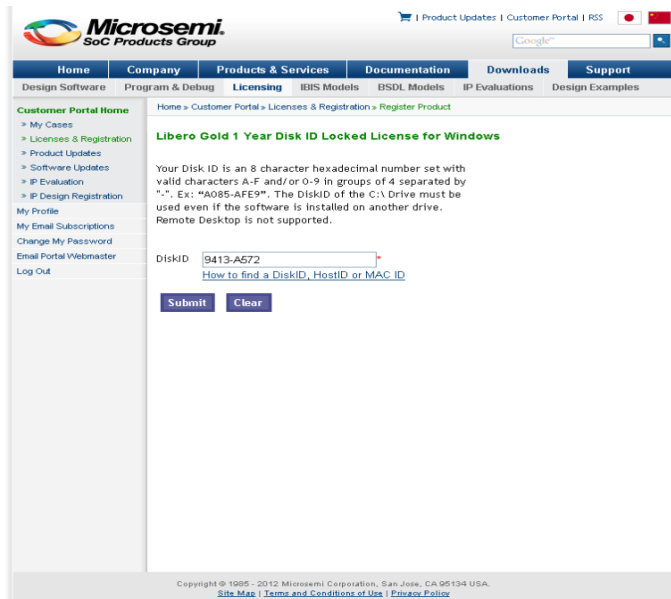 Microsemi.
SoC Products Group
| Product Updates | Customer Portal | RSS
Google™
Home Company Products & Services Documentation Downloads Support
Design Software Program & Debug Licensing IBIS Models BSDL Models IP Evaluations Design Examples
Customer Portal Home
» My Cases
» Licenses & Registration
» Product Updates
» Software Updates
» IP Evaluation
» IP Design Registration
My Profile
My Email Subscriptions
Change My Password
Email Portal Webmaster
Log Out
Home » Customer Portal » Licenses & Registration » Register Product
Libero Gold 1 Year Disk ID Locked License for Windows
Your Disk ID is an 8 character hexadecimal number set with
valid characters A-F and/or 0-9 in groups of 4 separated by
"-". Ex: “A085-AFE9”. The DiskID of the C:\ Drive must be
used even if the software is installed on another drive.
Remote Desktop is not supported.
DiskID 9413-A572 *
How to find a DiskID, HostID or MAC ID
Submit Clear
Copyright © 1985 - 2012 Microsemi Corporation, San Jose, CA 95134 USA.
Site Map | Terms and Conditions of Use | Privacy Policy